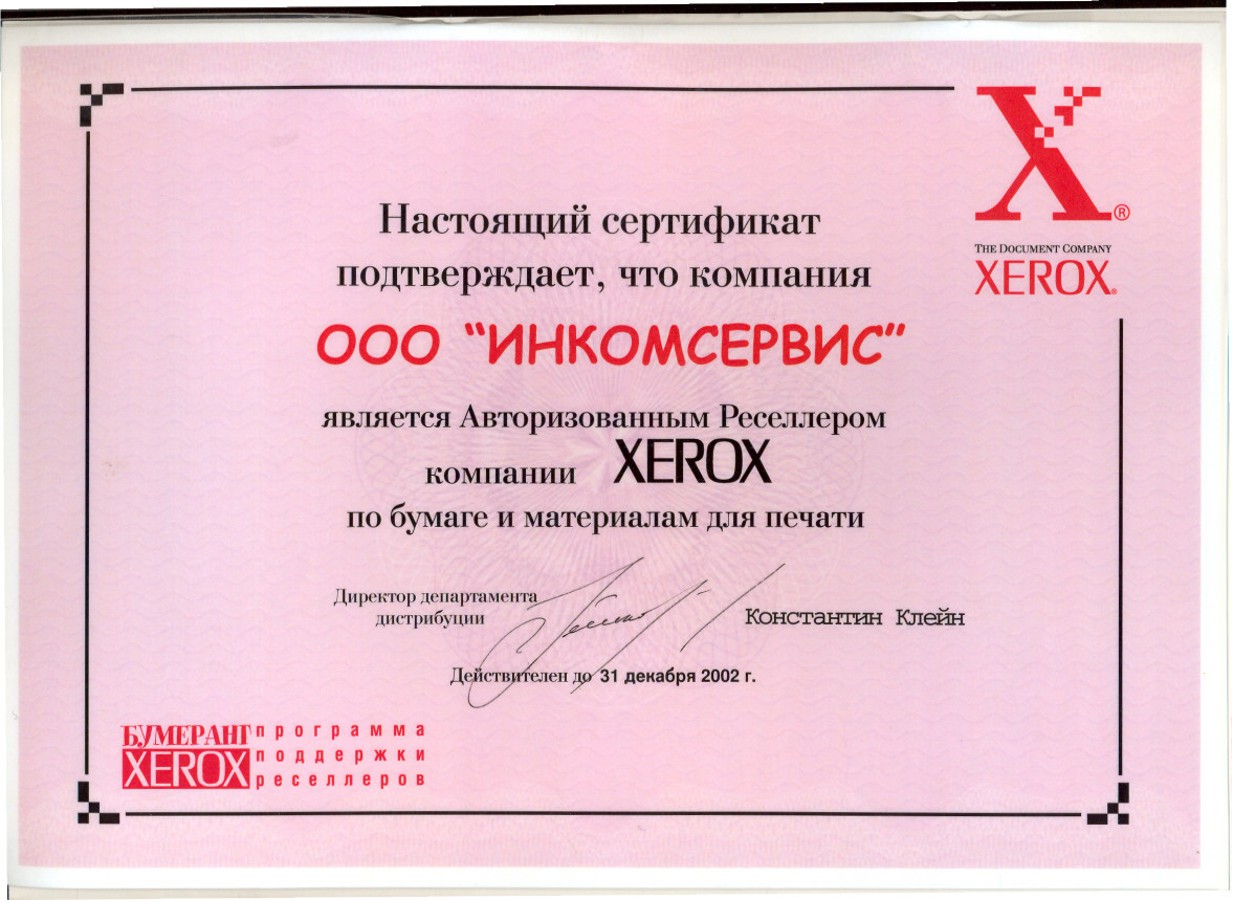 X®
THE DOCUMENT COMPANY
XEROX®
Настоящий сертификат
подтверждает, что компания
ООО "ИНКОМСЕРВИС"
является Авторизованным Реселлером
компании XEROX
по бумаге и материалам для печати
Директор департамента
дистрибуции
Константин Клейн
Действителен до 31 декабря 2002 г.
БУМЕРАНГ программа
XEROX поддержки
реселлеров